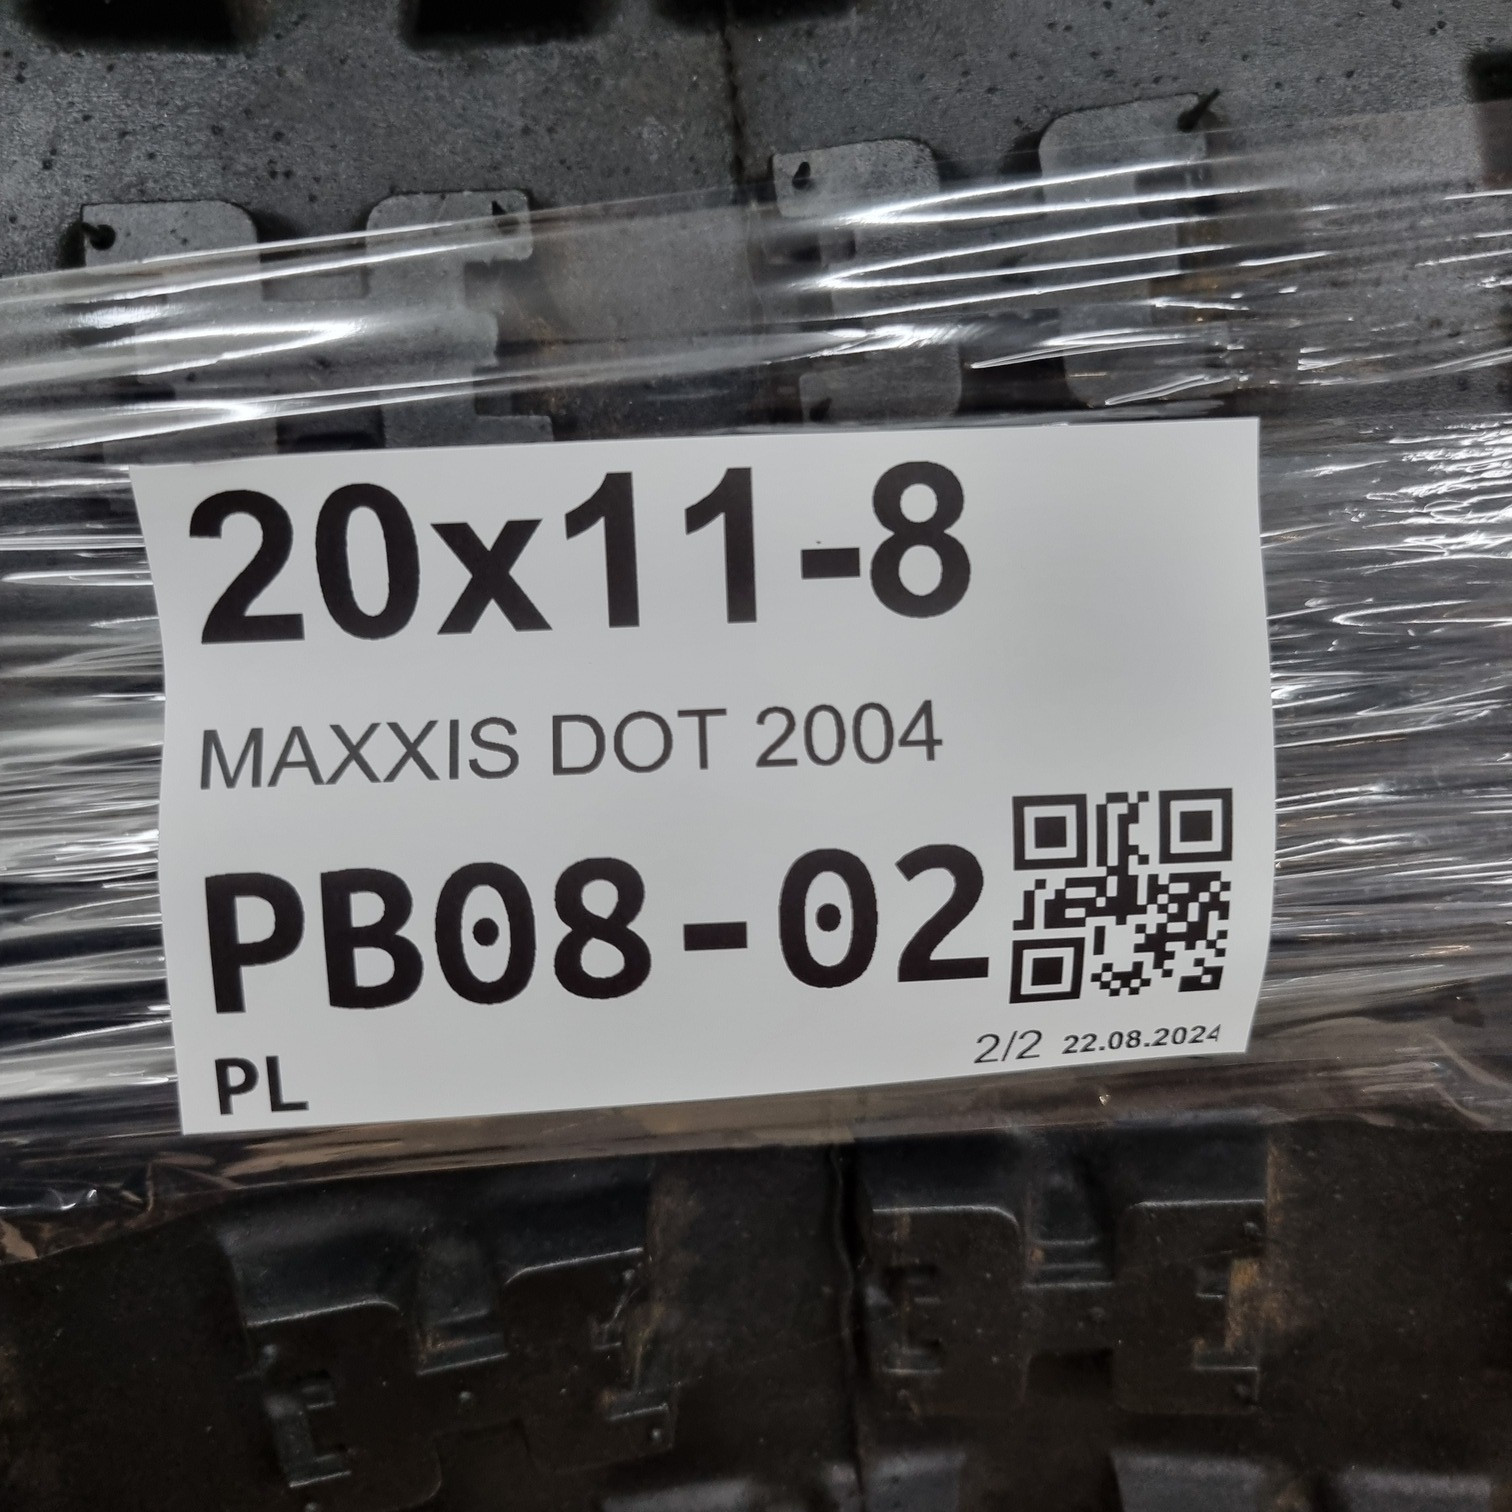 20x11-8
MAXXIS DOT 2004
PB08-02
PL 2/2 22.08.2024